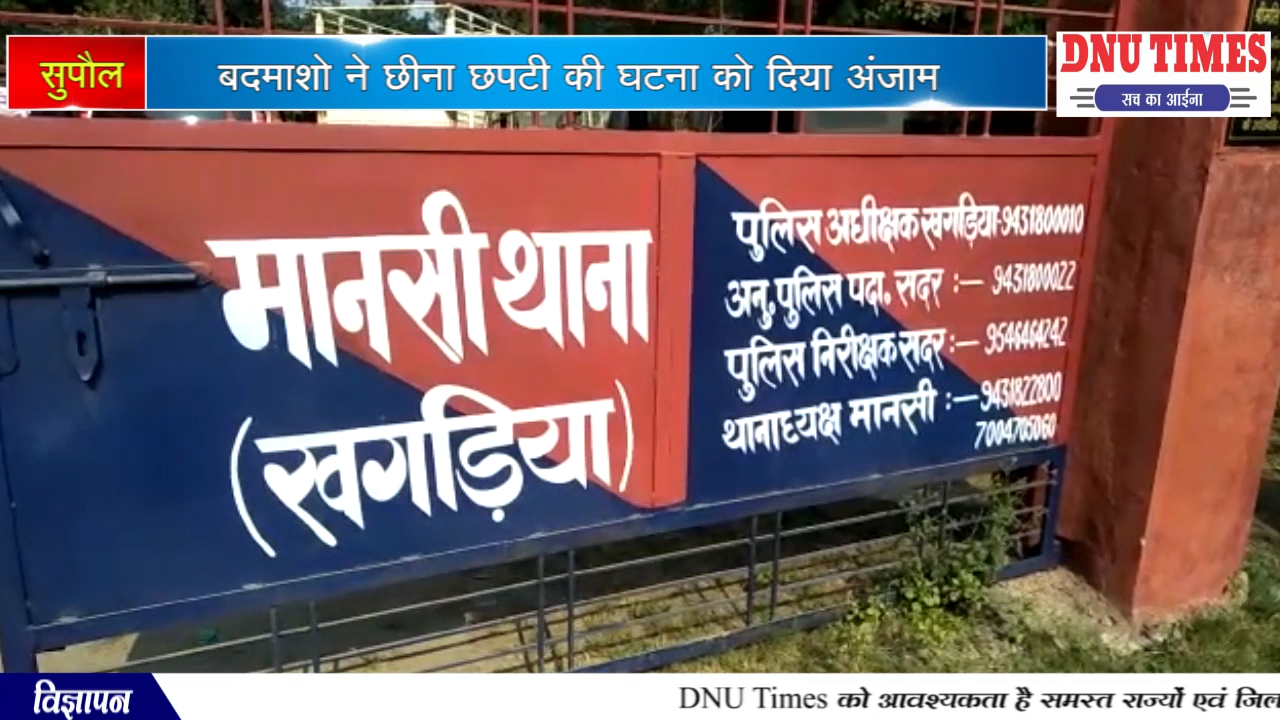 सुपौल
बदमाशो ने छीना छपटी की घटना को दिया अंजाम
DNU TIMES
सच का आईना
मानसी थाना
(खगड़िया)
पुलिस अधीक्षक खगड़िया-9431800010
अनु. पुलिस पदा. सदर :— 9431800022
पुलिस निरीक्षक सदर :— 9546464242
थानाध्यक्ष मानसी :— 9431822800
7004705060
विज्ञापन
DNU Times को आवश्यकता है समस्त राज्यों एवं जिल